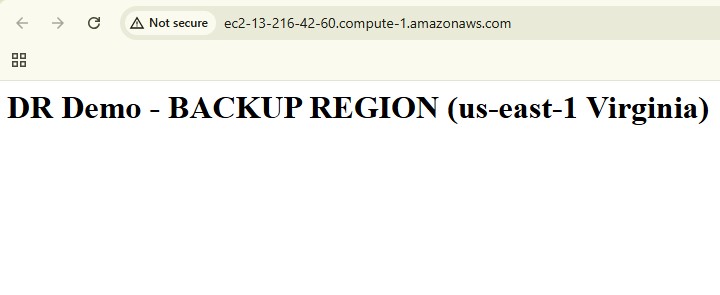 Not secure
ec2-13-216-42-60.compute-1.amazonaws.com
DR Demo - BACKUP REGION (us-east-1 Virginia)